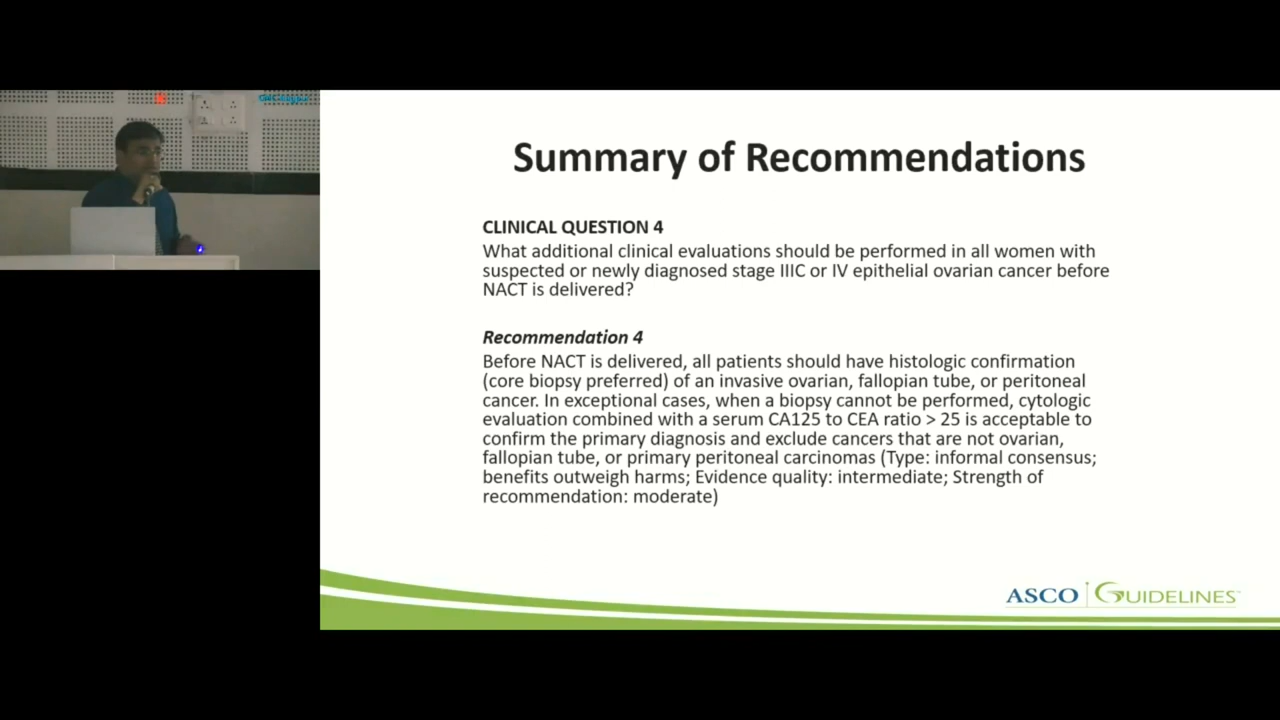 Summary of Recommendations
CLINICAL QUESTION 4
What additional clinical evaluations should be performed in all women with
suspected or newly diagnosed stage IIIC or IV epithelial ovarian cancer before
NACT is delivered?
Recommendation 4
Before NACT is delivered, all patients should have histologic confirmation
(core biopsy preferred) of an invasive ovarian, fallopian tube, or peritoneal
cancer. In exceptional cases, when a biopsy cannot be performed, cytologic
evaluation combined with a serum CA125 to CEA ratio > 25 is acceptable to
confirm the primary diagnosis and exclude cancers that are not ovarian,
fallopian tube, or primary peritoneal carcinomas (Type: informal consensus;
benefits outweigh harms; Evidence quality: intermediate; Strength of
recommendation: moderate)
ASCO GUIDELINES